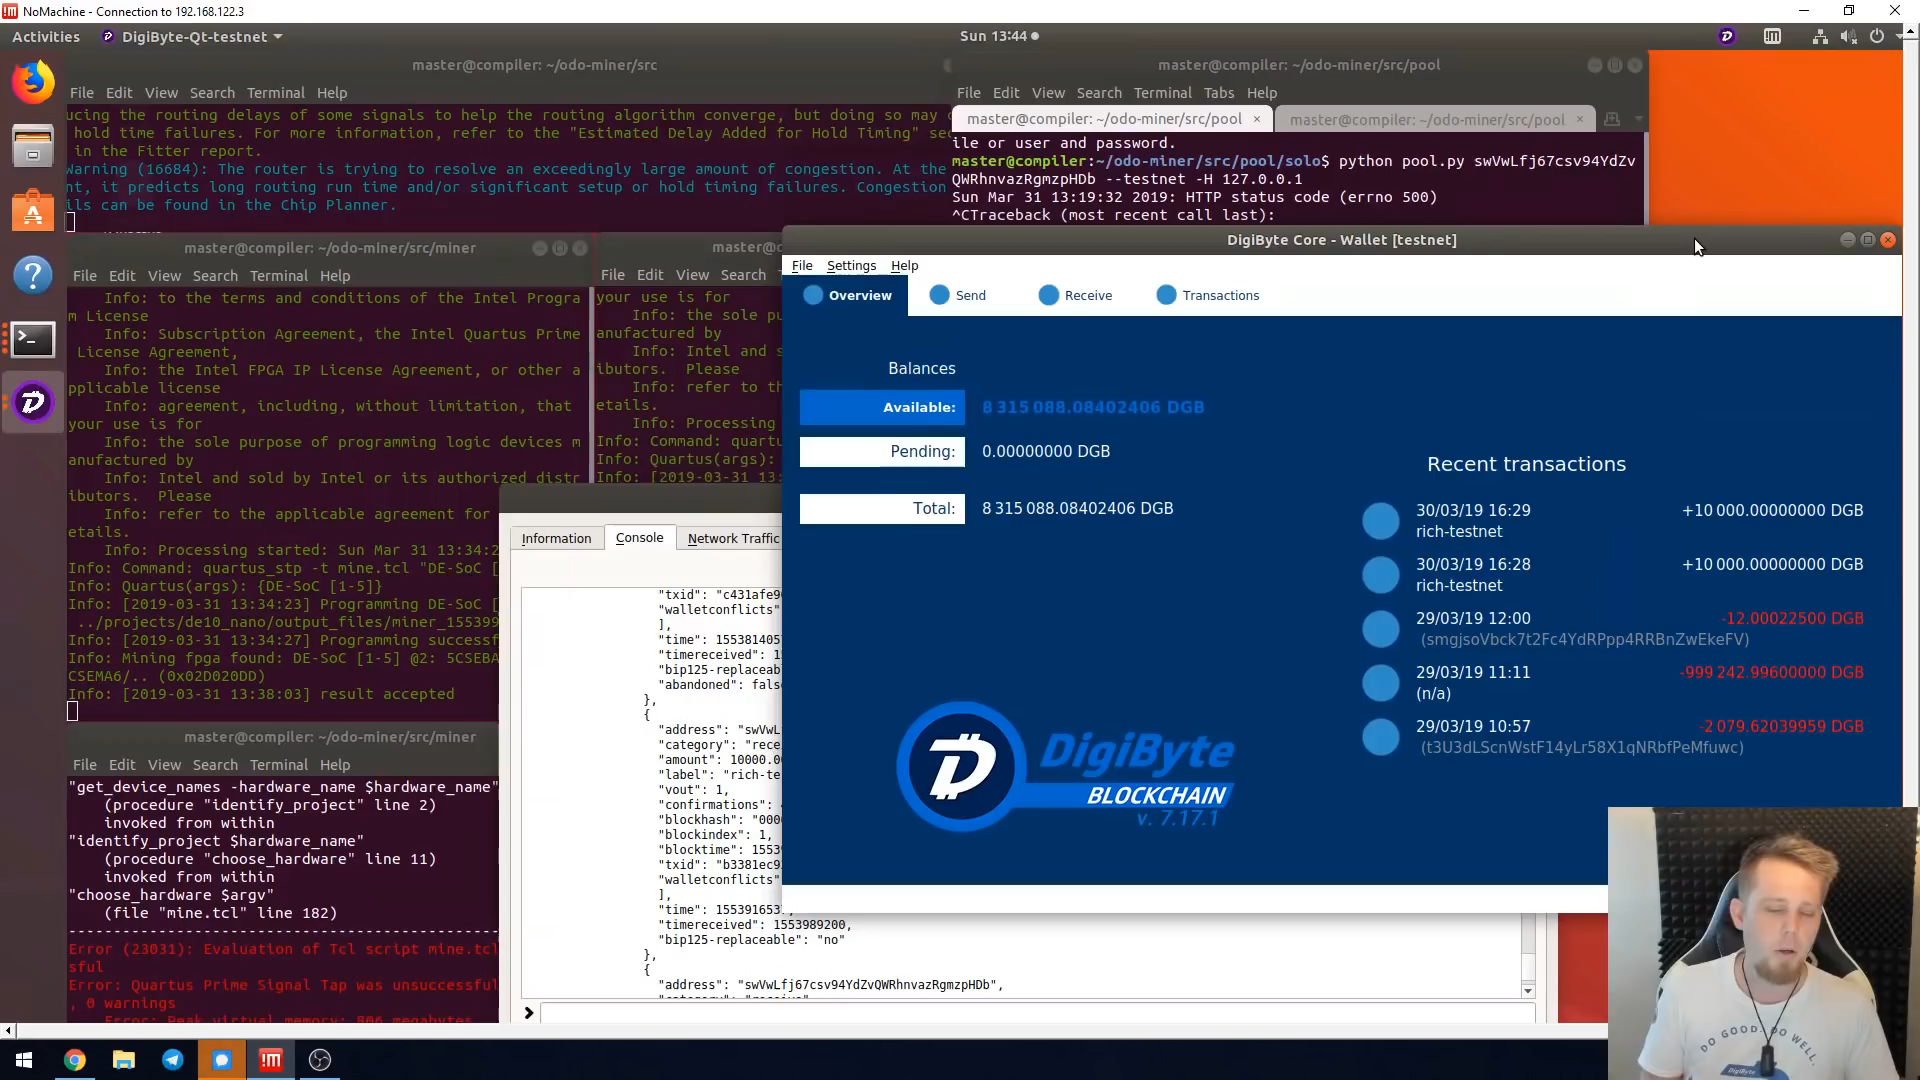 NoMachine - Connection to 192.168.122.3
Activities
DigiByte-Qt-testnet
Sun 13:44
master@compiler: ~/odo-miner/src
File Edit View Search Terminal Help
ucing the routing delays of some signals to help the routing algorithm converge, but doing so may c
hold time failures. For more information, refer to the "Estimated Delay Added for Hold Timing" sec
in the Fitter report.
arning (16684): The router is trying to resolve an exceedingly large amount of congestion. At the
nt, it predicts long routing run time and/or significant setup or hold timing failures. Congestion
ils can be found in the Chip Planner.
master@compiler: ~/odo-miner/src/pool
File Edit View Search Terminal Tabs Help
master@compiler: ~/odo-miner/src/pool ×
master@compiler: ~/odo-miner/src/pool ×
ile or user and password.
master@compiler:~/odo-miner/src/pool/solo$ python pool.py swVwLfj67csv94YdZv
QWRhnvazRgmzpHDb --testnet -H 127.0.0.1
Sun Mar 31 13:19:32 2019: HTTP status code (errno 500)
^CTraceback (most recent call last):
master@compiler: ~/odo-miner/src/miner
File Edit View Search Terminal Help
Info: to the terms and conditions of the Intel Progra
m License
Info: Subscription Agreement, the Intel Quartus Prime
License Agreement,
Info: the Intel FPGA IP License Agreement, or other a
pplicable license
Info: agreement, including, without limitation, that
your use is for
Info: the sole purpose of programming logic devices m
anufactured by
Info: Intel and sold by Intel or its authorized distr
ibutors. Please
Info: refer to the applicable agreement for
etails.
Info: Processing started: Sun Mar 31 13:34:2
Info: Command: quartus_stp -t mine.tcl "DE-SoC [
Info: Quartus(args): {DE-SoC [1-5]}
Info: [2019-03-31 13:34:23] Programming DE-SoC [
../projects/de10_nano/output_files/miner_155399
Info: [2019-03-31 13:34:27] Programming successf
Info: Mining fpga found: DE-SoC [1-5] @2: 5CSEBA
CSEMA6/.. (0x02D020DD)
Info: [2019-03-31 13:38:03] result accepted
master@
File Edit View Search
your use is for
Info: the sole pu
anufactured by
Info: Intel and s
ibutors. Please
Info: refer to the
etails.
Info: Processing
Info: Command: quartu
Info: Quartus(args):
Info: [2019-03-31 13:
master@compiler: ~/odo-miner/src/miner
File Edit View Search Terminal Help
"get_device_names -hardware_name $hardware_name"
(procedure "identify_project" line 2)
invoked from within
"identify_project $hardware_name"
(procedure "choose_hardware" line 11)
invoked from within
"choose_hardware $argv"
(file "mine.tcl" line 182)
------------------------------------------------
Error (23031): Evaluation of Tcl script mine.tcl
sful
Error: Quartus Prime Signal Tap was unsuccessful
, 0 warnings
Error: Peak virtual memory: 806 megabytes
Information Console Network Traffic
"txid": "c431afe9
"walletconflicts"
],
"time": 155381405
"timereceived": 1
"bip125-replaceab
"abandoned": fals
},
{
"address": "swVwL
"category": "rece
"amount": 10000.0
"label": "rich-te
"vout": 1,
"confirmations":
"blockhash": "000
"blockindex": 1,
"blocktime": 1553
"txid": "b3381ec9
"walletconflicts"
],
"time": 155391653
"timereceived": 1553989200,
"bip125-replaceable": "no"
},
{
"address": "swVwLfj67csv94YdZvQWRhnvazRgmzpHDb",
DigiByte Core - Wallet [testnet]
File Settings Help
Overview Send Receive Transactions
Balances
Available: 8 315 088.08402406 DGB
Pending: 0.00000000 DGB
Total: 8 315 088.08402406 DGB
Recent transactions
30/03/19 16:29 +10 000.00000000 DGB
rich-testnet
30/03/19 16:28 +10 000.00000000 DGB
rich-testnet
29/03/19 12:00 -12.00022500 DGB
(smgjsoVbck7t2Fc4YdRPpp4RRBnZwEkeFV)
29/03/19 11:11 -999 242.99600000 DGB
(n/a)
29/03/19 10:57 -2 079.62039959 DGB
(t3U3dLScnWstF14yLr58X1qNRbfPeMfuwc)
DigiByte
BLOCKCHAIN
v. 7.17.1
DO GOOD. DO WELL.
DigiByte